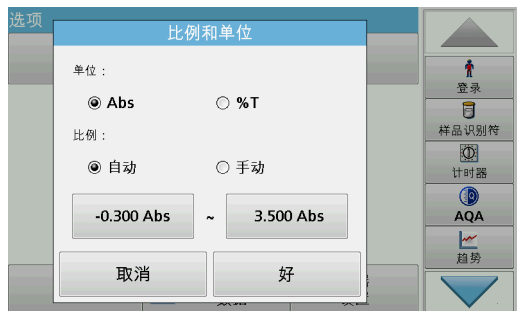 选项
比例和单位
单位：
Abs
%T
比例：
自动
手动
-0.300 Abs
~
3.500 Abs
取消
好
登录
样品识别符
计时器
AQA
趋势